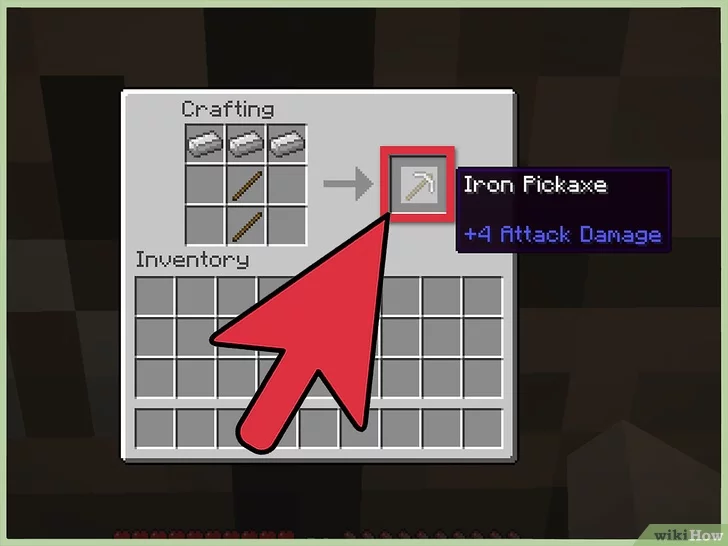 Crafting
Iron Pickaxe
+4 Attack Damage
Inventory
wikiHow